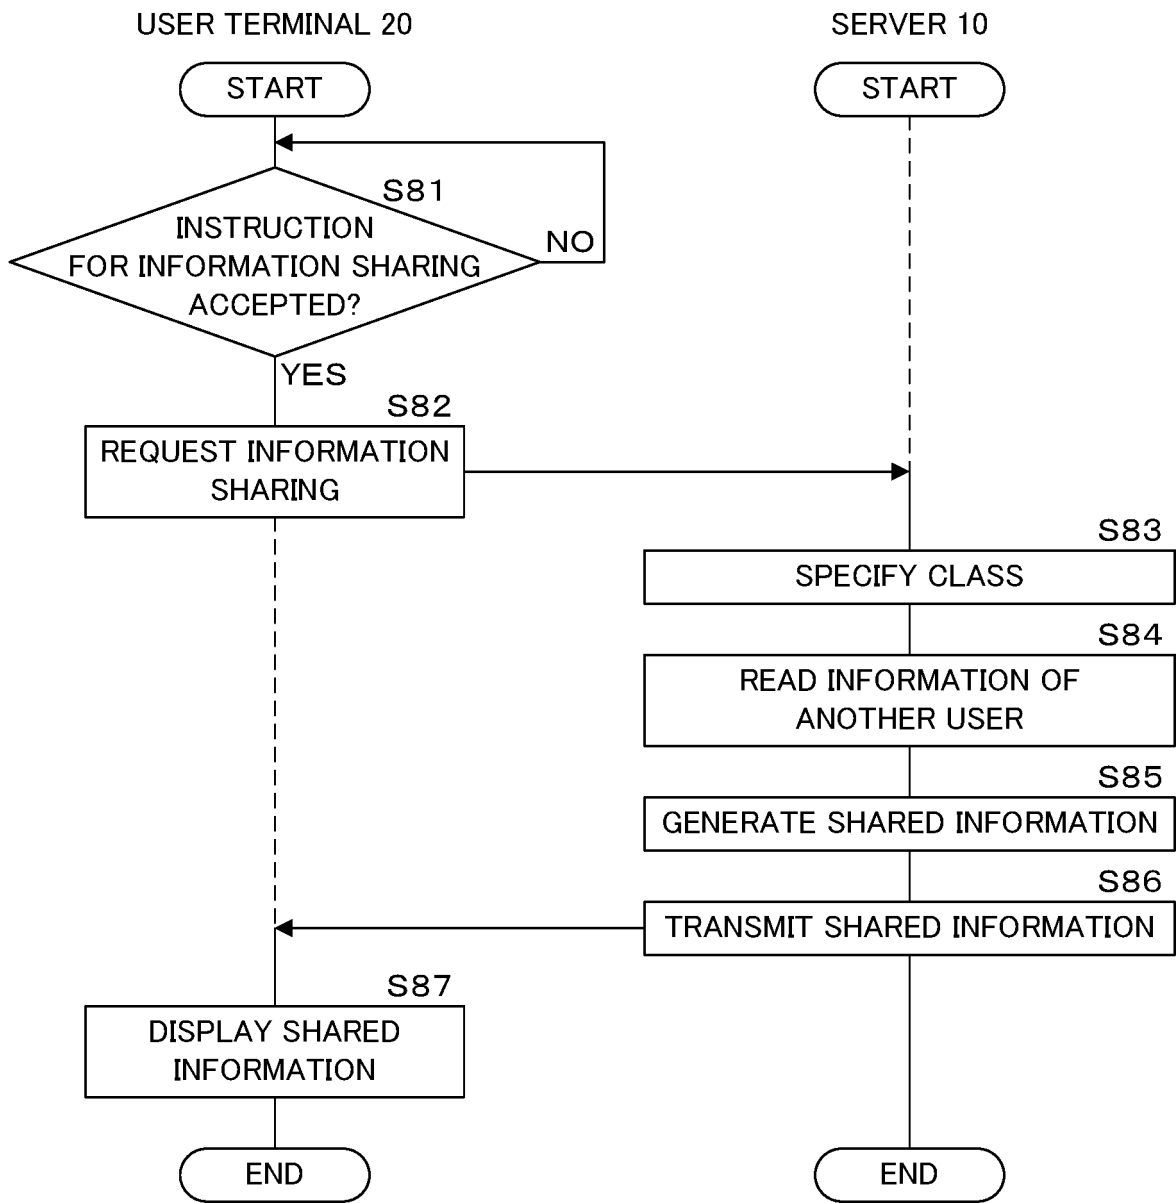 USER TERMINAL 20
SERVER 10
START
START
S81
INSTRUCTION
FOR INFORMATION SHARING
ACCEPTED?
NO
YES
S82
REQUEST INFORMATION
SHARING
S83
SPECIFY CLASS
S84
READ INFORMATION OF
ANOTHER USER
S85
GENERATE SHARED INFORMATION
S86
TRANSMIT SHARED INFORMATION
S87
DISPLAY SHARED
INFORMATION
END
END